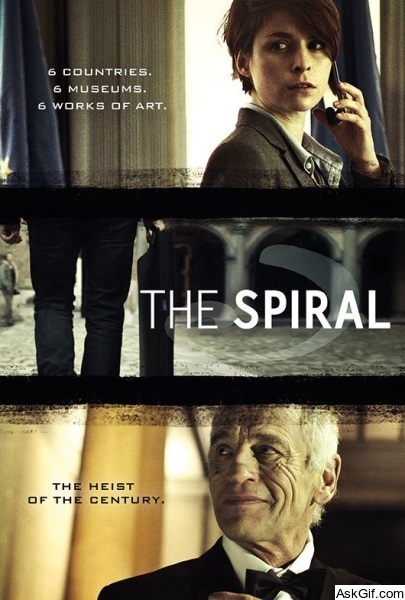 6 COUNTRIES.
6 MUSEUMS.
6 WORKS OF ART.
THE SPIRAL
THE HEIST
OF THE CENTURY.
AskGif.com